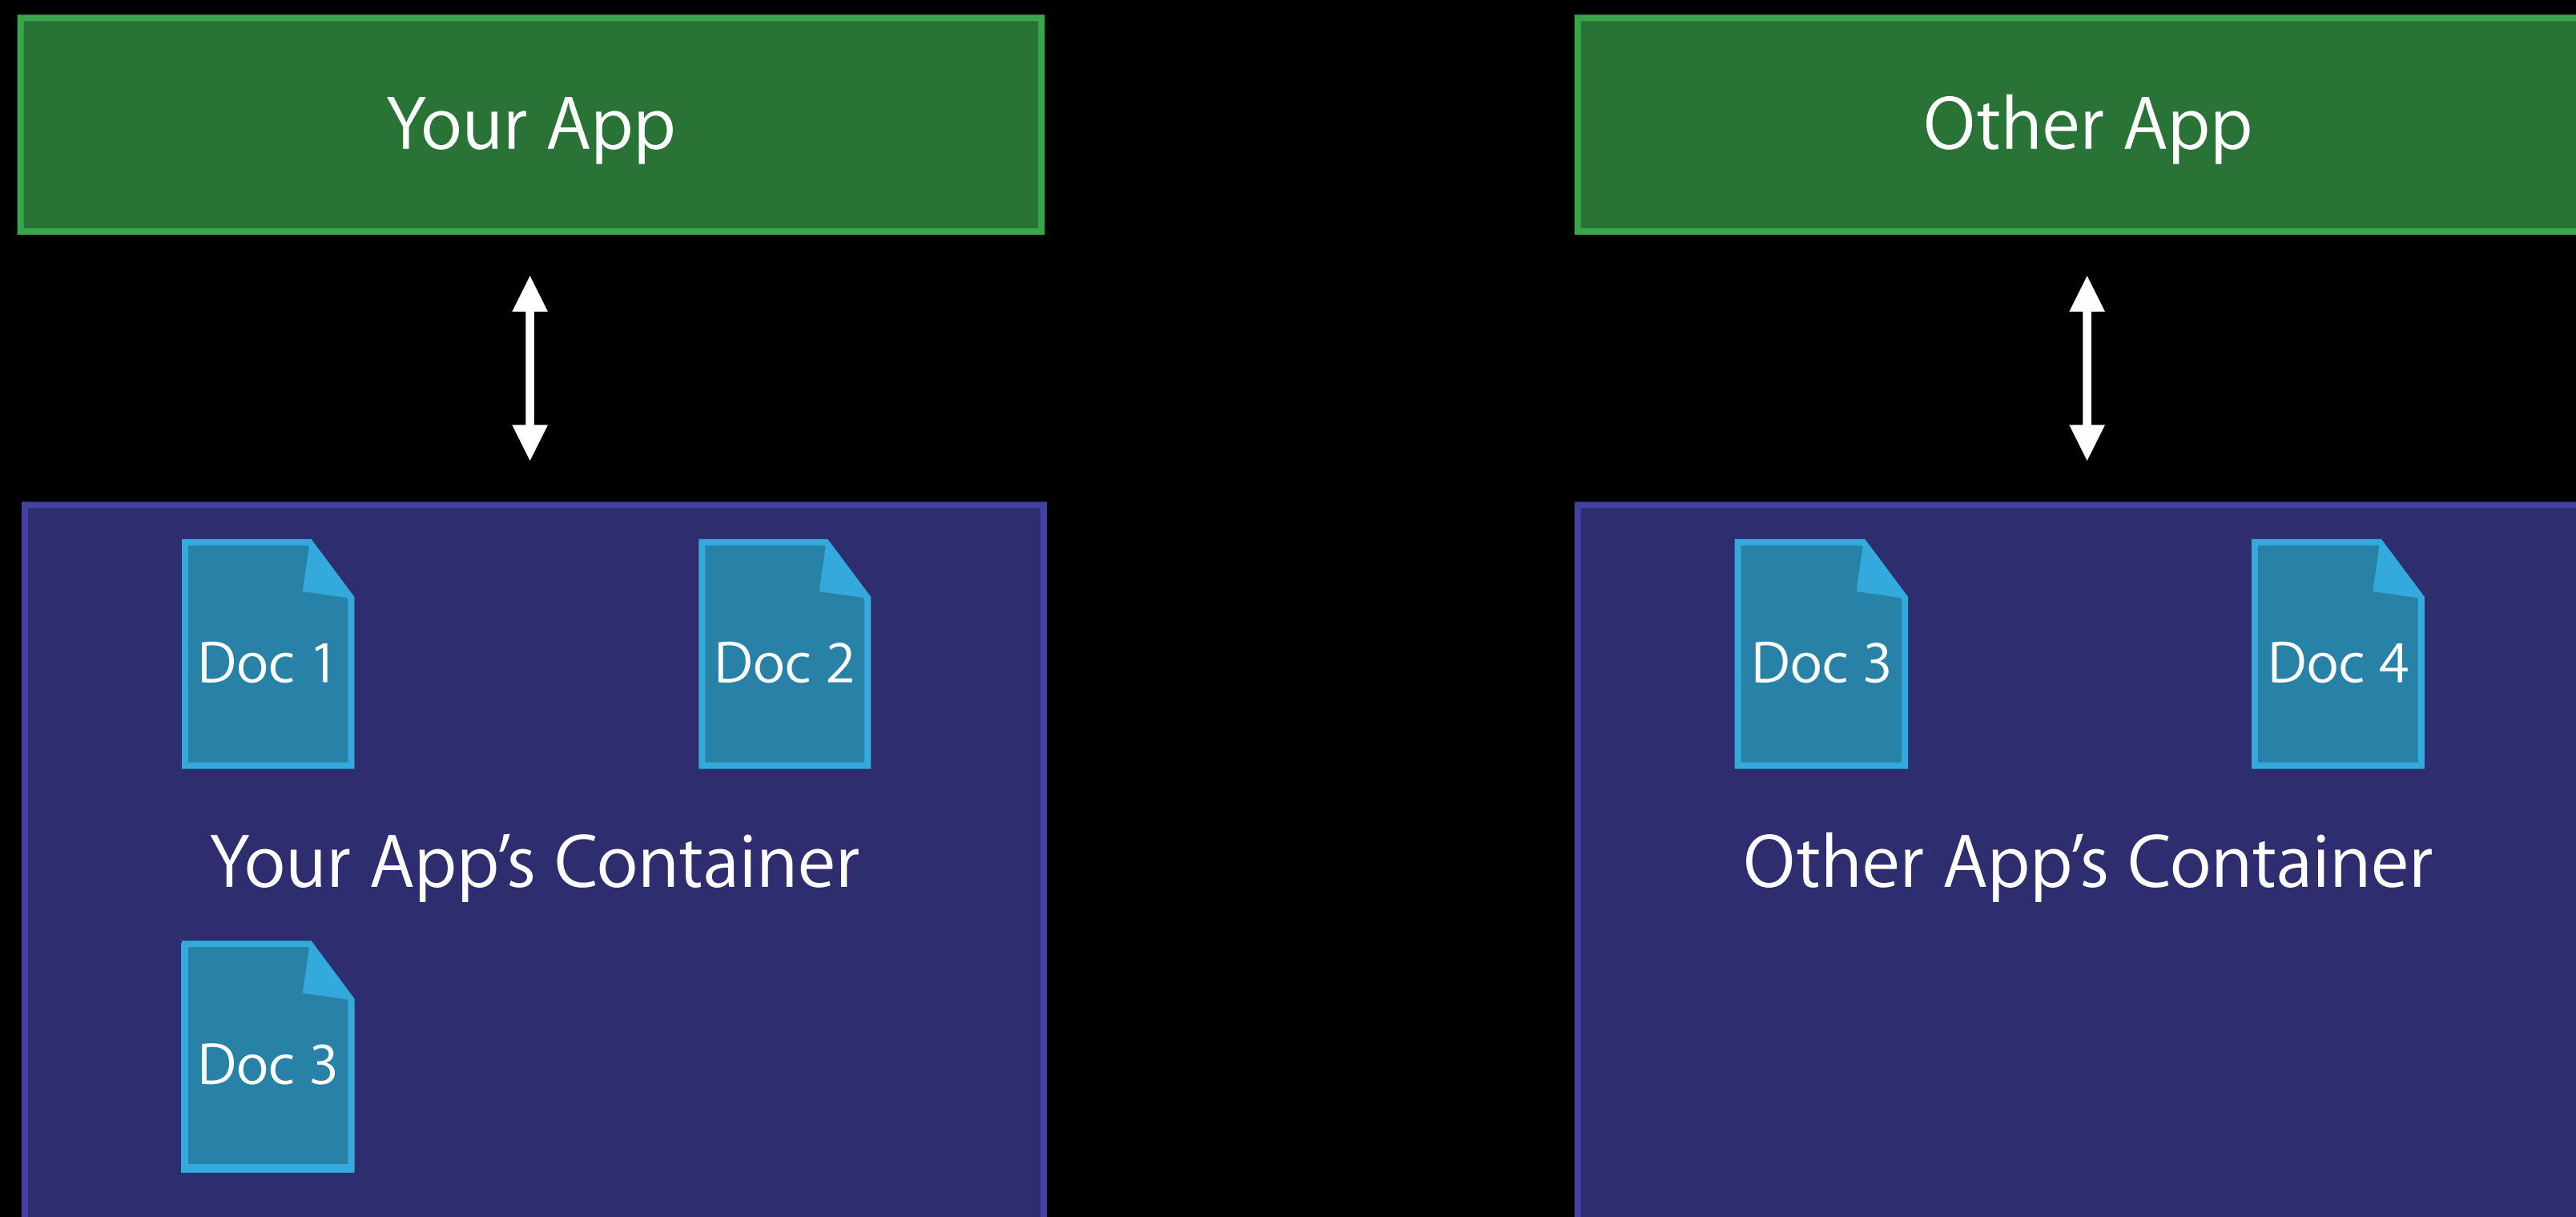 Your App
Other App
Doc 1
Doc 2
Doc 3
Doc 4
Your App’s Container
Other App’s Container
Doc 3